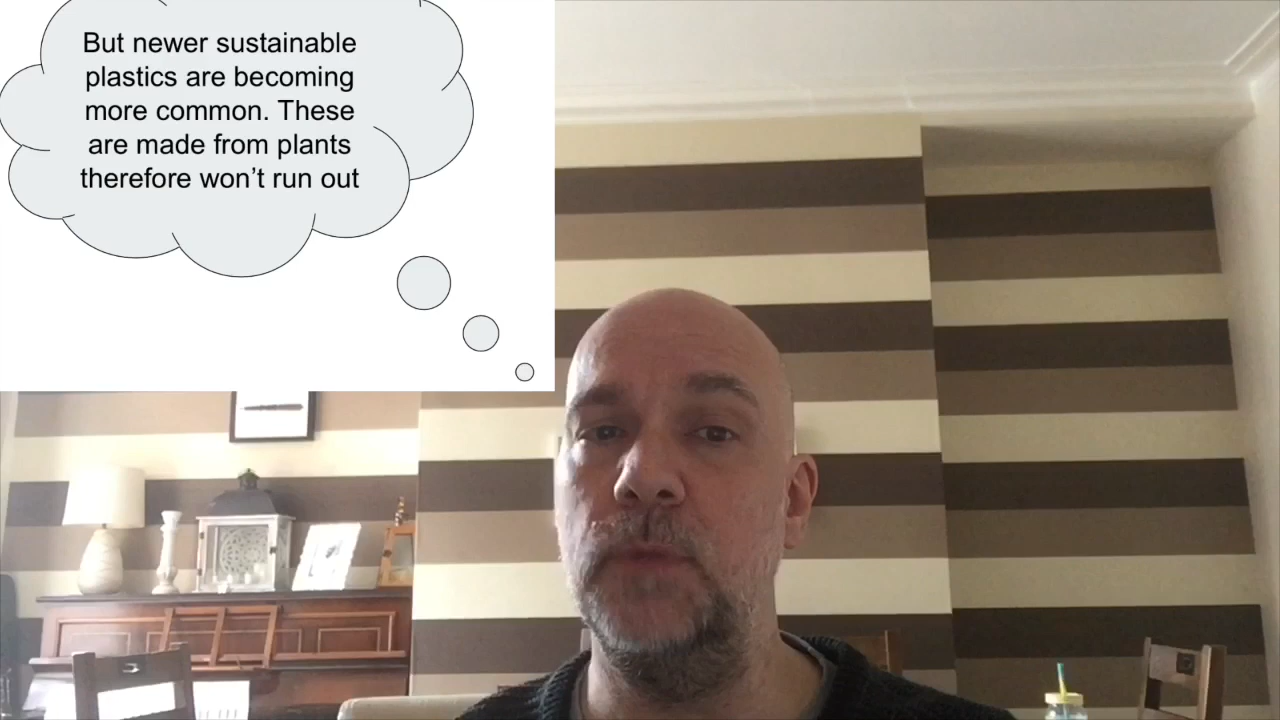 But newer sustainable
plastics are becoming
more common. These
are made from plants
therefore won’t run out